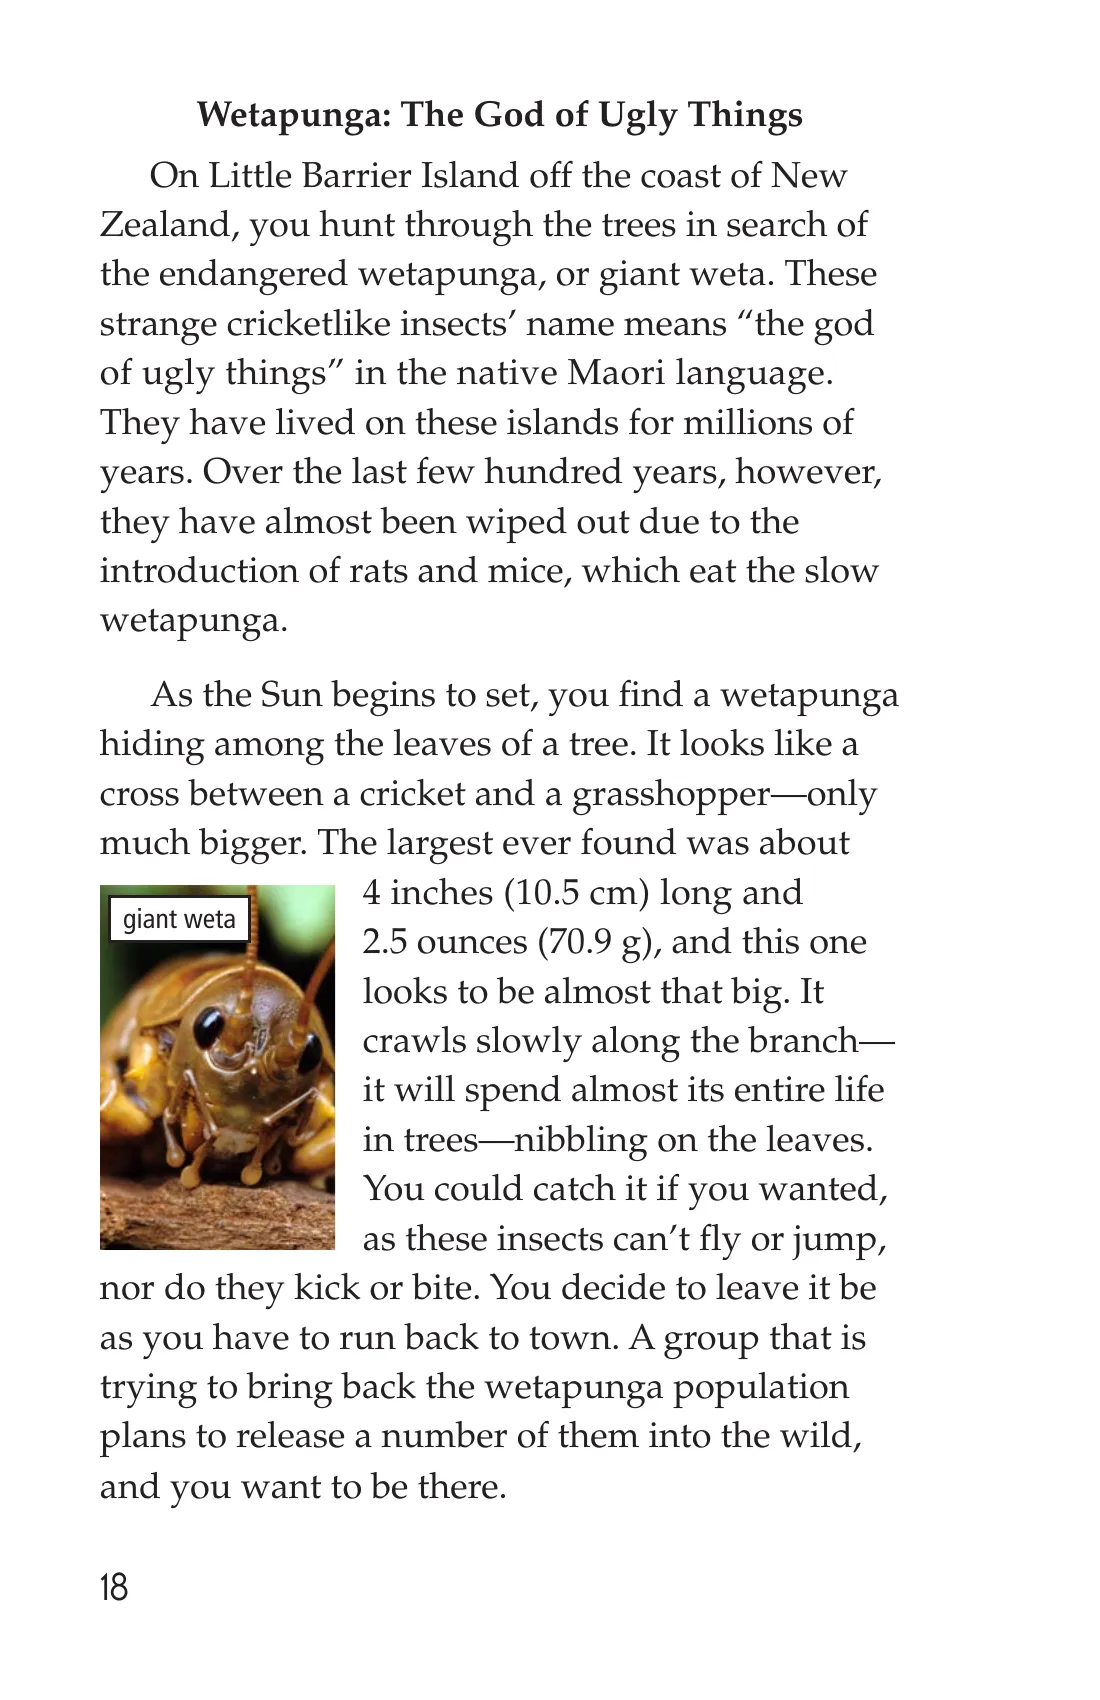 Wetapunga: The God of Ugly Things
On Little Barrier Island off the coast of New
Zealand, you hunt through the trees in search of
the endangered wetapunga, or giant weta. These
strange cricketlike insects’ name means “the god
of ugly things” in the native Maori language.
They have lived on these islands for millions of
years. Over the last few hundred years, however,
they have almost been wiped out due to the
introduction of rats and mice, which eat the slow
wetapunga.
As the Sun begins to set, you find a wetapunga
hiding among the leaves of a tree. It looks like a
cross between a cricket and a grasshopper—only
much bigger. The largest ever found was about
giant weta
4 inches (10.5 cm) long and
2.5 ounces (70.9 g), and this one
looks to be almost that big. It
crawls slowly along the branch—
it will spend almost its entire life
in trees—nibbling on the leaves.
You could catch it if you wanted,
as these insects can’t fly or jump,
nor do they kick or bite. You decide to leave it be
as you have to run back to town. A group that is
trying to bring back the wetapunga population
plans to release a number of them into the wild,
and you want to be there.
18